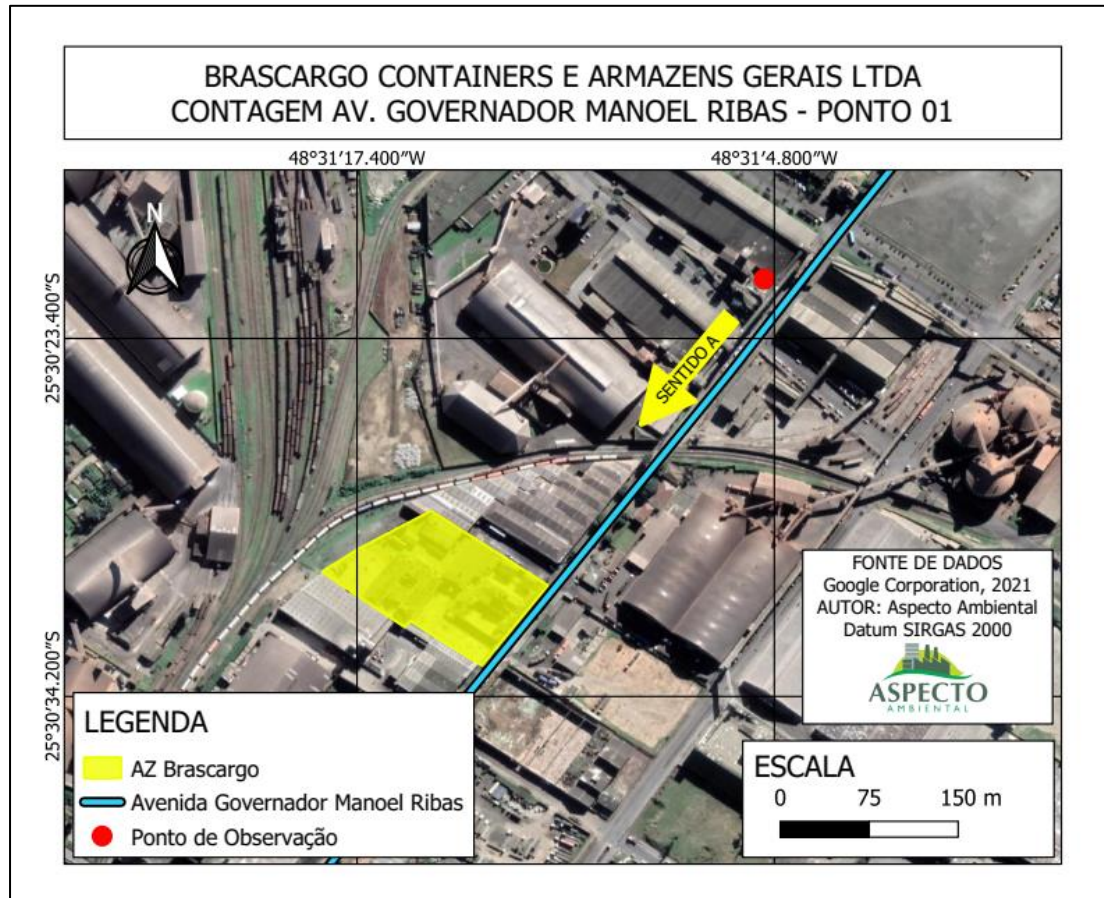 BRASCARGO CONTAINERS E ARMAZENS GERAIS LTDA
CONTAGEM AV. GOVERNADOR MANOEL RIBAS - PONTO 01
48°31′17.400″W
48°31′4.800″W
N
25°30′23.400″S
SENTIDO A
25°30′34.200″S
FONTE DE DADOS
Google Corporation, 2021
AUTOR: Aspecto Ambiental
Datum SIRGAS 2000
ASPECTO
AMBIENTAL
LEGENDA
AZ Brascargo
Avenida Governador Manoel Ribas
Ponto de Observação
ESCALA
0 75 150 m